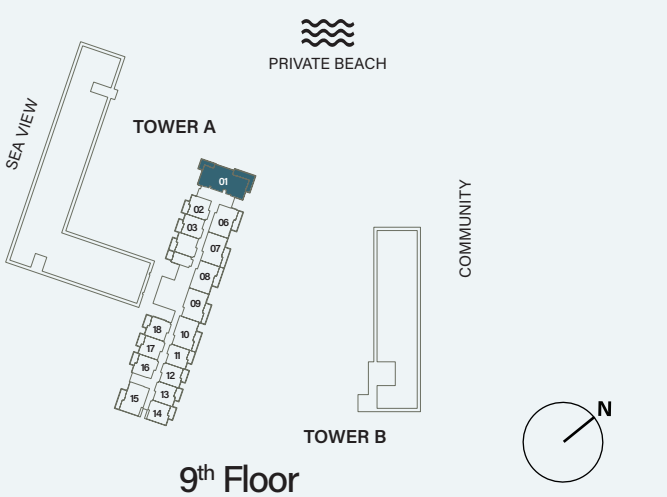 PRIVATE BEACH
SEA VIEW
TOWER A
01
02
03
06
07
08
09
18
10
17
11
16
12
13
15
14
COMMUNITY
TOWER B
N
9th Floor